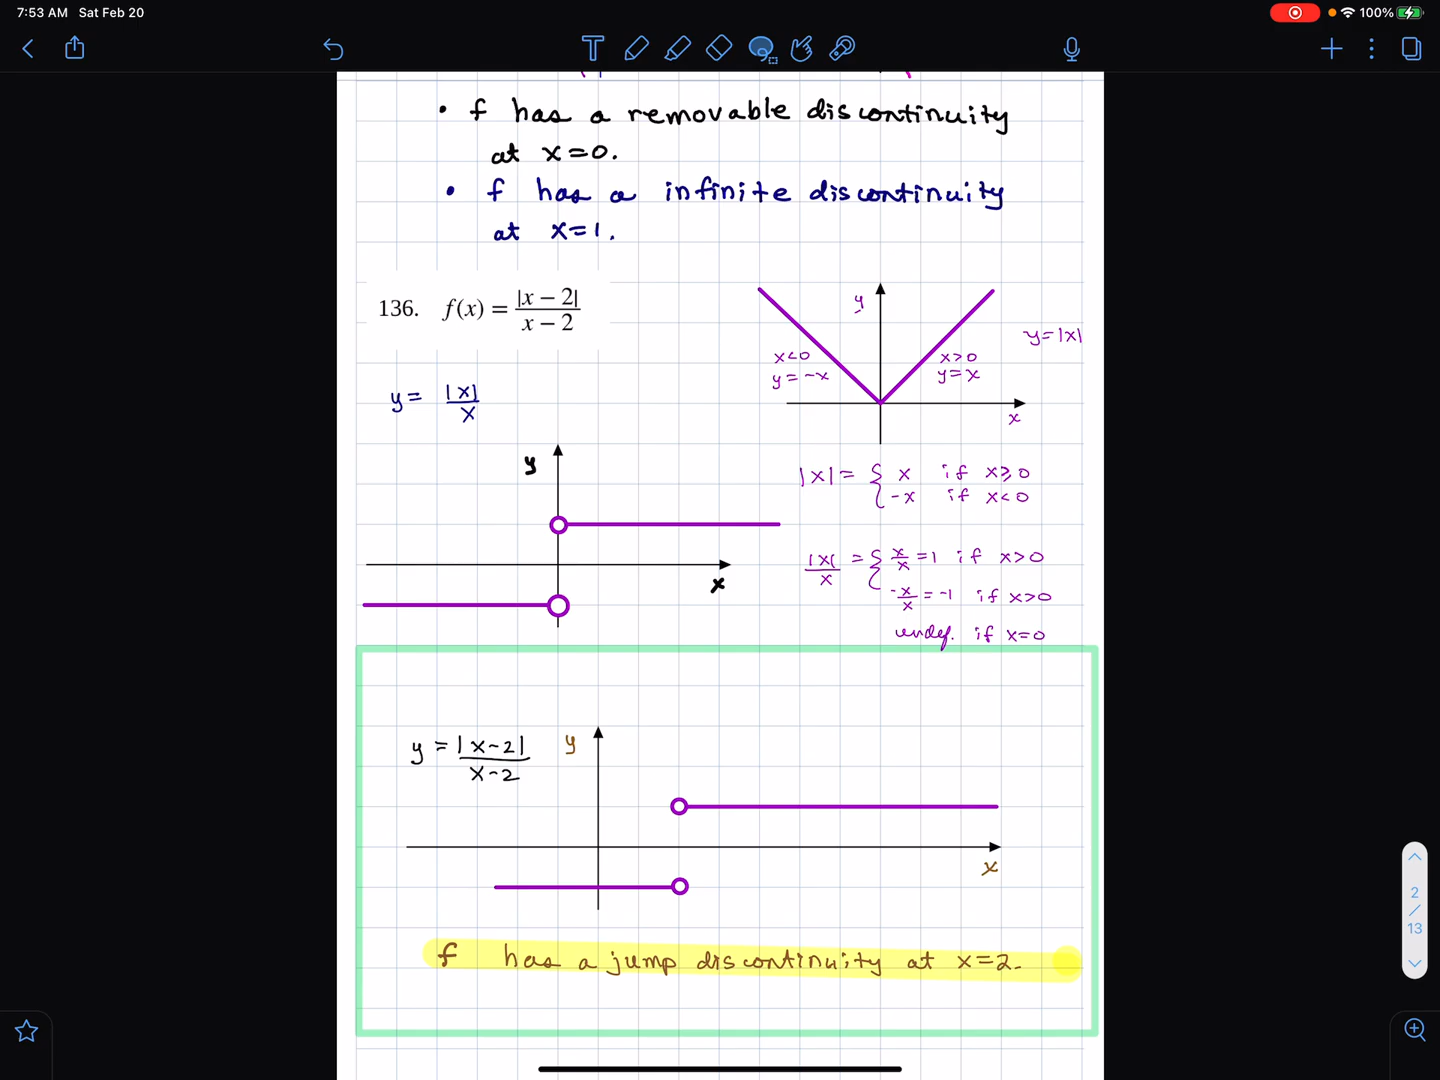 7:53 AM Sat Feb 20
100%
• f has a removable discontinuity
at x=0.
• f has a infinite discontinuity
at x=1.
136. f(x) = |x − 2| / x − 2
y
y=|x|
x<0
y=-x
x>0
y=x
x
y= |x| / x
y
x
|x| = { x if x≥0
-x if x<0
|x| / x = { x/x =1 if x>0
-x/x = -1 if x>0
undef. if x=0
y = |x-2| / x-2
y
x
f has a jump discontinuity at x=2.
2
/
13